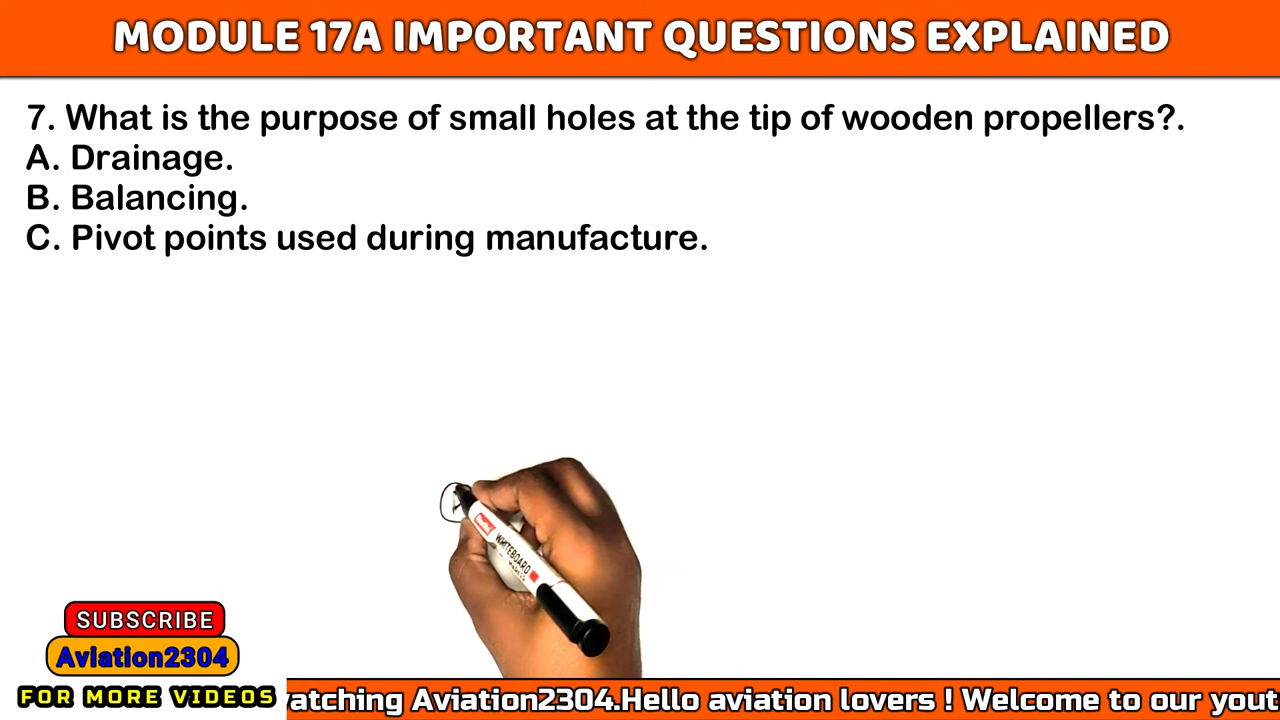 MODULE 17A IMPORTANT QUESTIONS EXPLAINED
7. What is the purpose of small holes at the tip of wooden propellers?.
A. Drainage.
B. Balancing.
C. Pivot points used during manufacture.
WHITEBOARD
SUBSCRIBE
Aviation2304
FOR MORE VIDEOS
atching Aviation2304.Hello aviation lovers ! Welcome to our yout